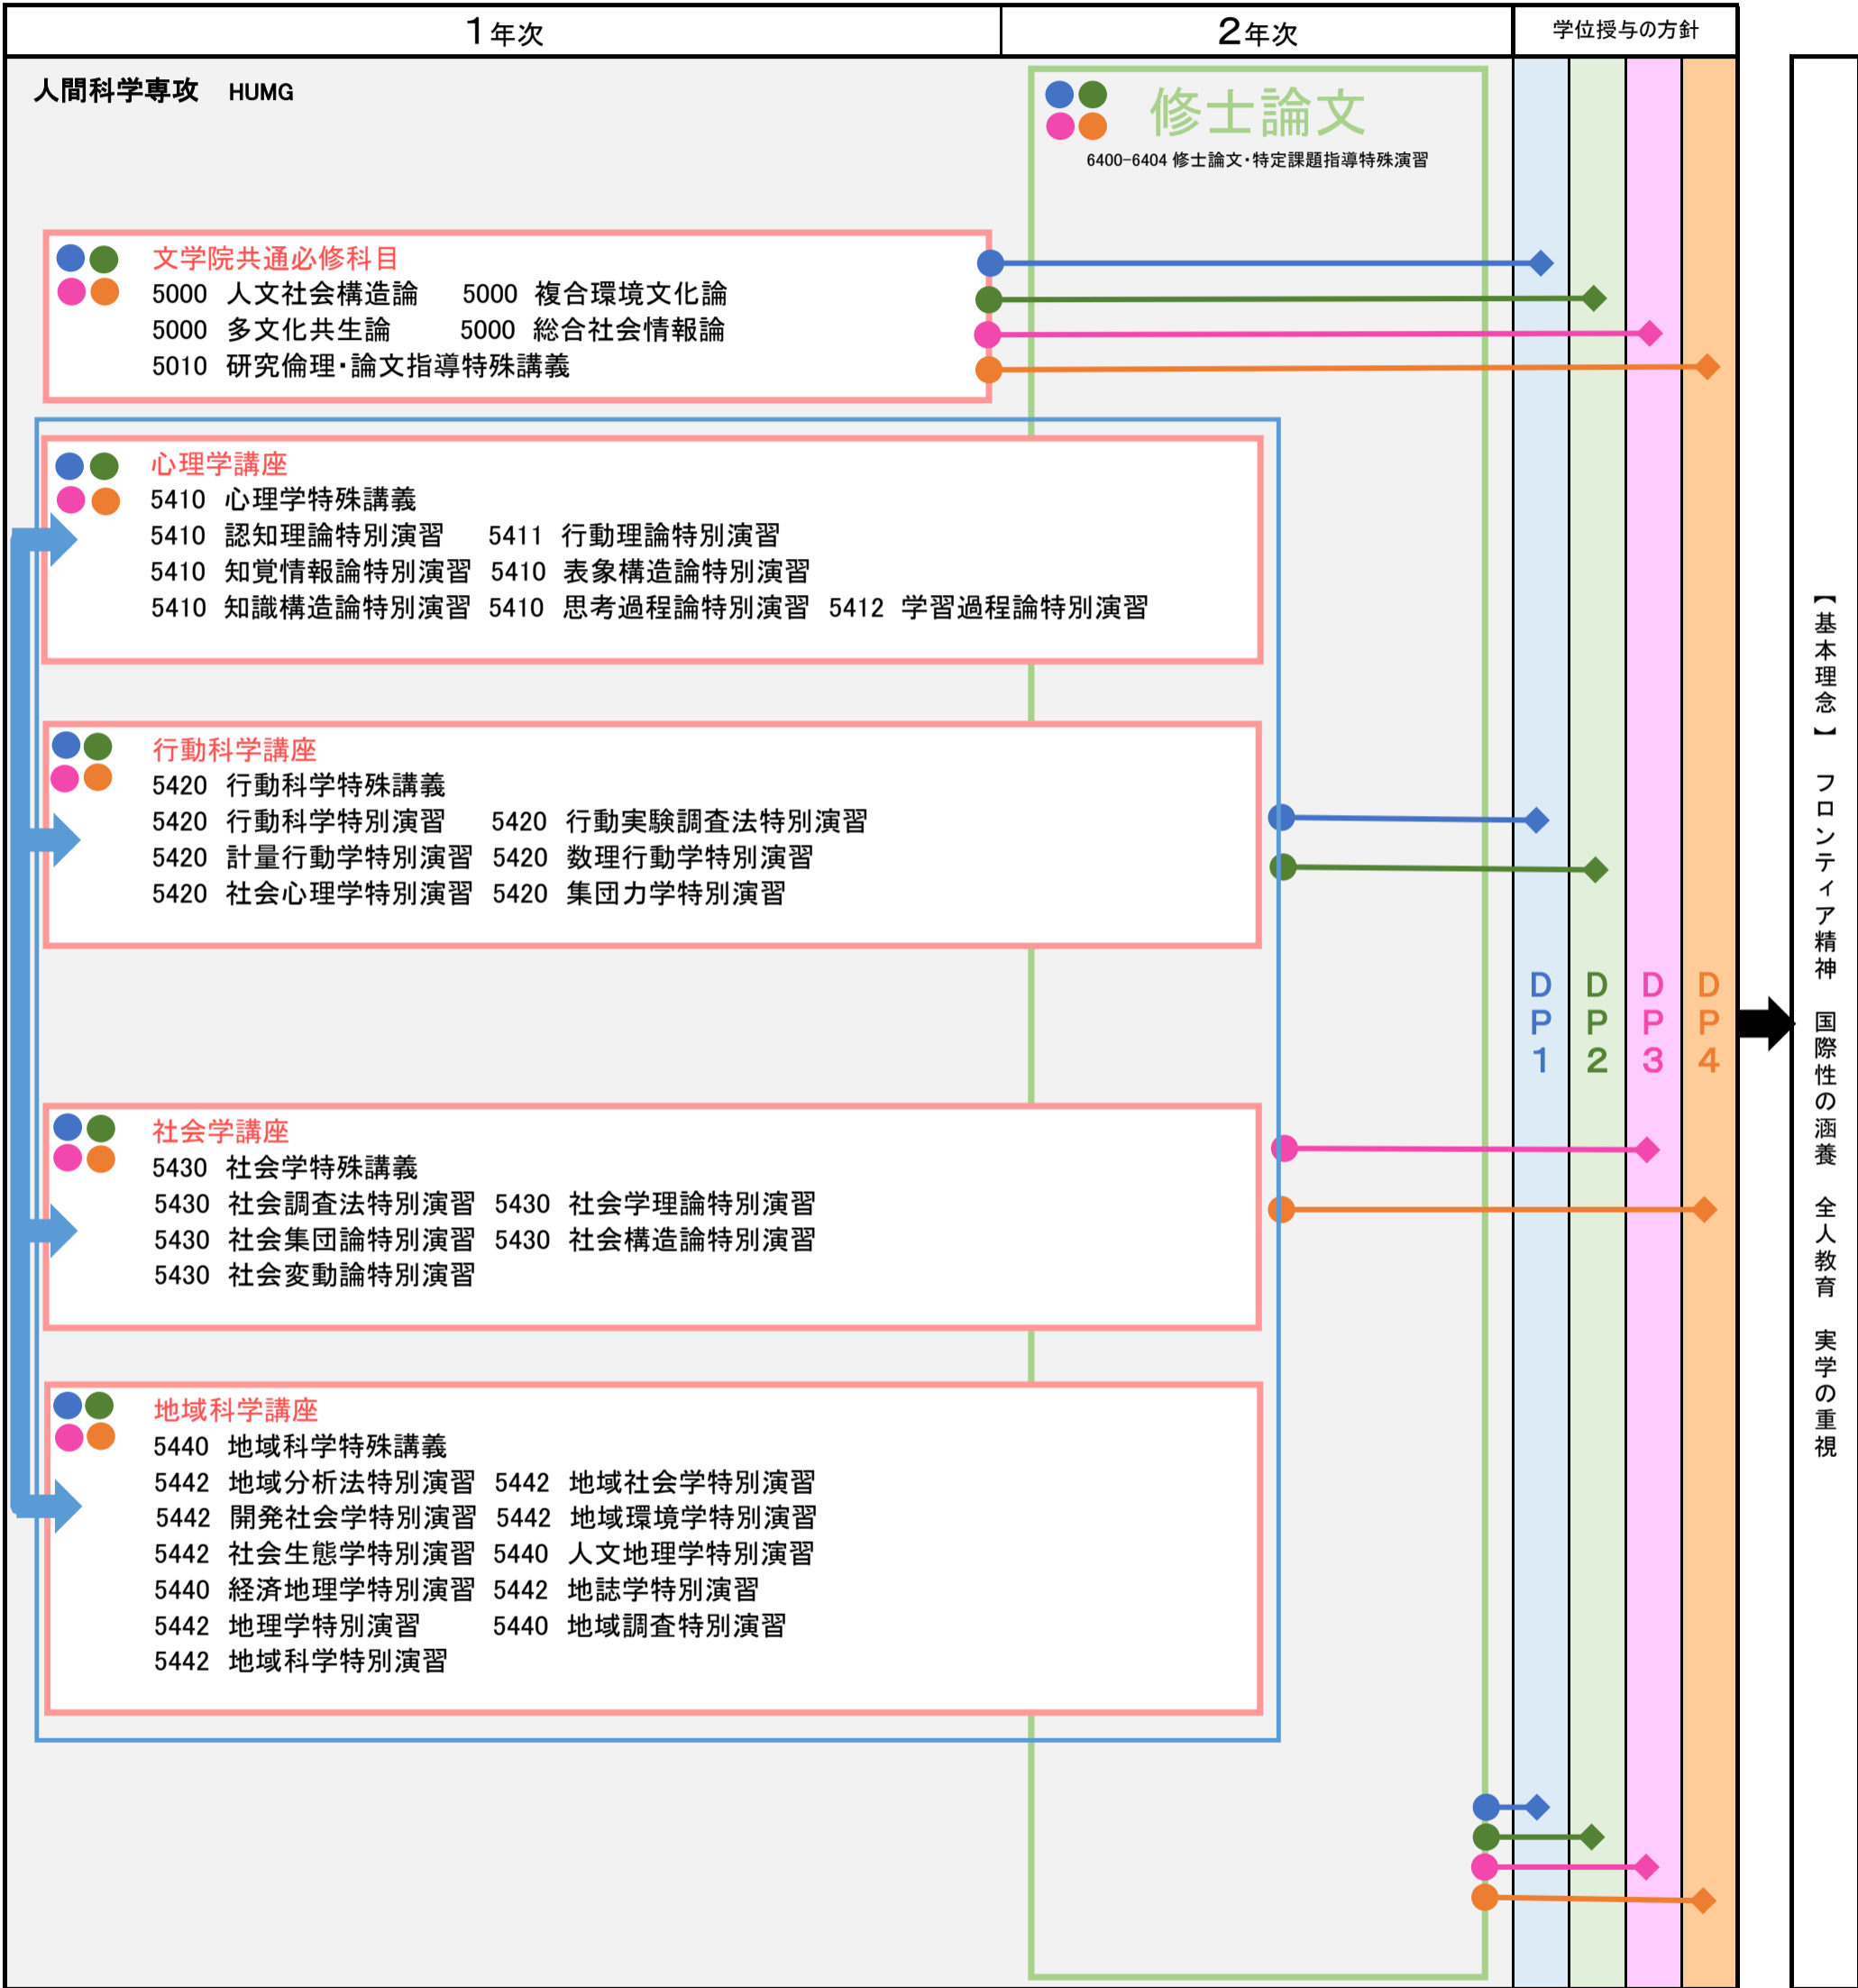 1年次 2年次 学位授与の方針
人間科学専攻 HUMG
修士論文
6400-6404 修士論文・特定課題指導特殊演習
文学院共通必修科目
5000 人文社会構造論 5000 複合環境文化論
5000 多文化共生論 5000 総合社会情報論
5010 研究倫理・論文指導特殊講義
心理学講座
5410 心理学特殊講義
5410 認知理論特別演習 5411 行動理論特別演習
5410 知覚情報論特別演習 5410 表象構造論特別演習
5410 知識構造論特別演習 5410 思考過程論特別演習 5412 学習過程論特別演習
行動科学講座
5420 行動科学特殊講義
5420 行動科学特別演習 5420 行動実験調査法特別演習
5420 計量行動学特別演習 5420 数理行動学特別演習
5420 社会心理学特別演習 5420 集団力学特別演習
社会学講座
5430 社会学特殊講義
5430 社会調査法特別演習 5430 社会学理論特別演習
5430 社会集団論特別演習 5430 社会構造論特別演習
5430 社会変動論特別演習
地域科学講座
5440 地域科学特殊講義
5442 地域分析法特別演習 5442 地域社会学特別演習
5442 開発社会学特別演習 5442 地域環境学特別演習
5442 社会生態学特別演習 5440 人文地理学特別演習
5440 経済地理学特別演習 5442 地誌学特別演習
5442 地理学特別演習 5440 地域調査特別演習
5442 地域科学特別演習
DP1
DP2
DP3
DP4
【基本理念】 フロンティア精神 国際性の涵養 全人教育 実学の重視